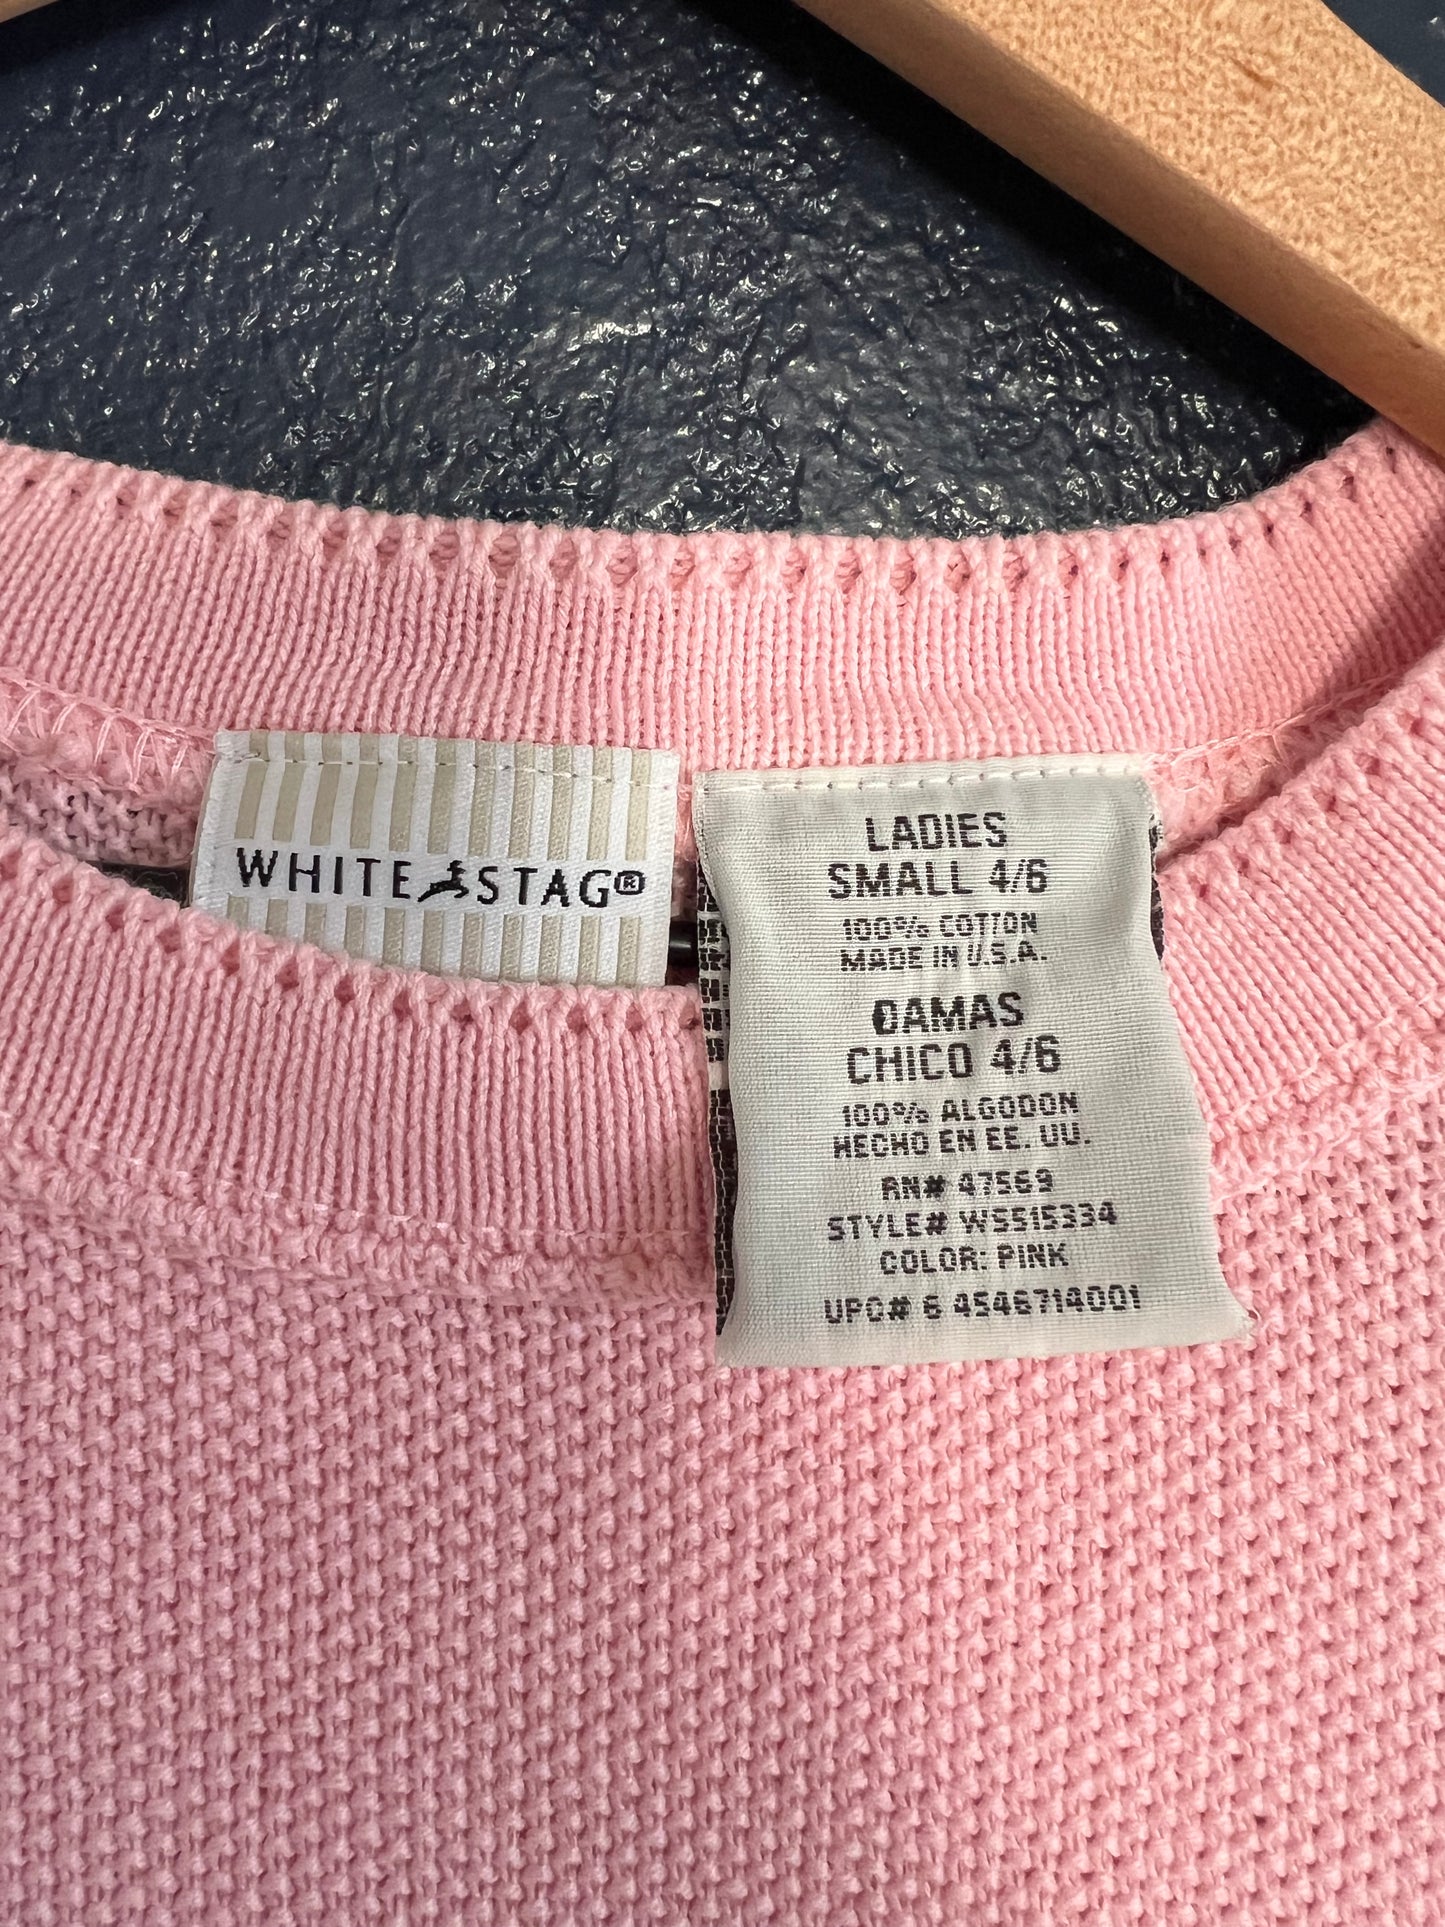 WHITE STAG®
LADIES
SMALL 4/6
100% COTTON
MADE IN U.S.A.
DAMAS
CHICO 4/6
100% ALGODON
HECHO EN EE. UU.
RN# 47569
STYLE# WS515334
COLOR: PINK
UPC# 6 4546714001